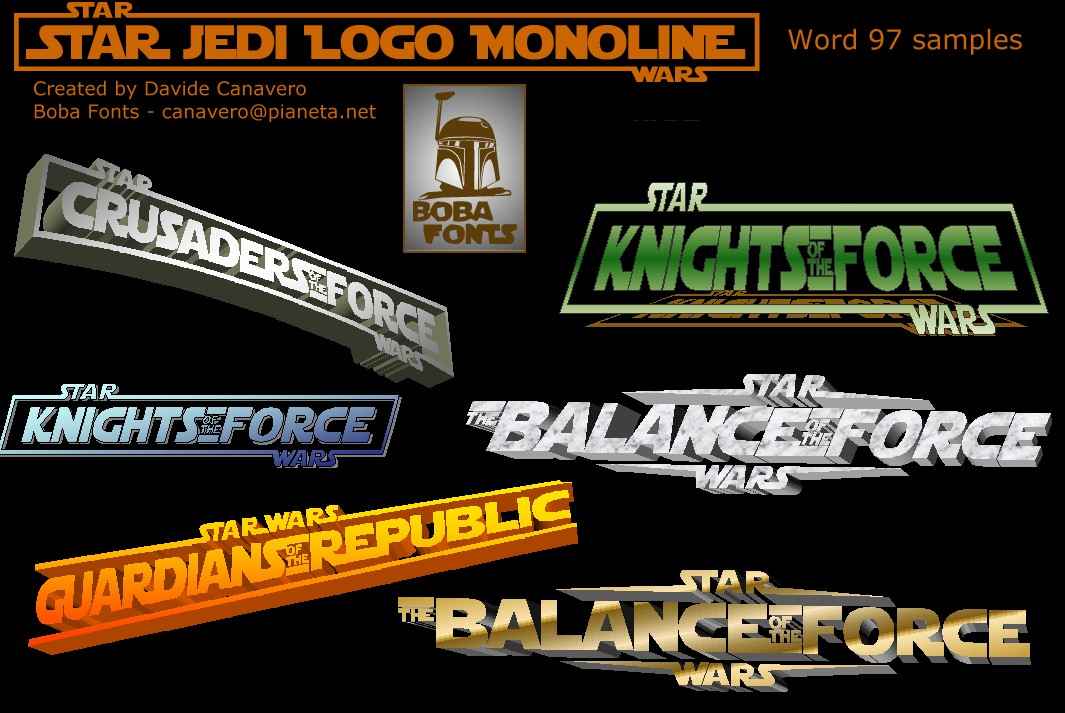 STAR
STAR JEDI LOGO MONOLINE
WARS
Word 97 samples
Created by Davide Canavero
Boba Fonts - canavero@pianeta.net
BOBA
FONTS
STAR
CRUSADERS OF THE FORCE
WARS
STAR
KNIGHTS OF THE FORCE
WARS
STAR
KNIGHTS OF THE FORCE
WARS
STAR
THE BALANCE OF THE FORCE
WARS
STAR WARS
GUARDIANS OF THE REPUBLIC
STAR
THE BALANCE OF THE FORCE
WARS